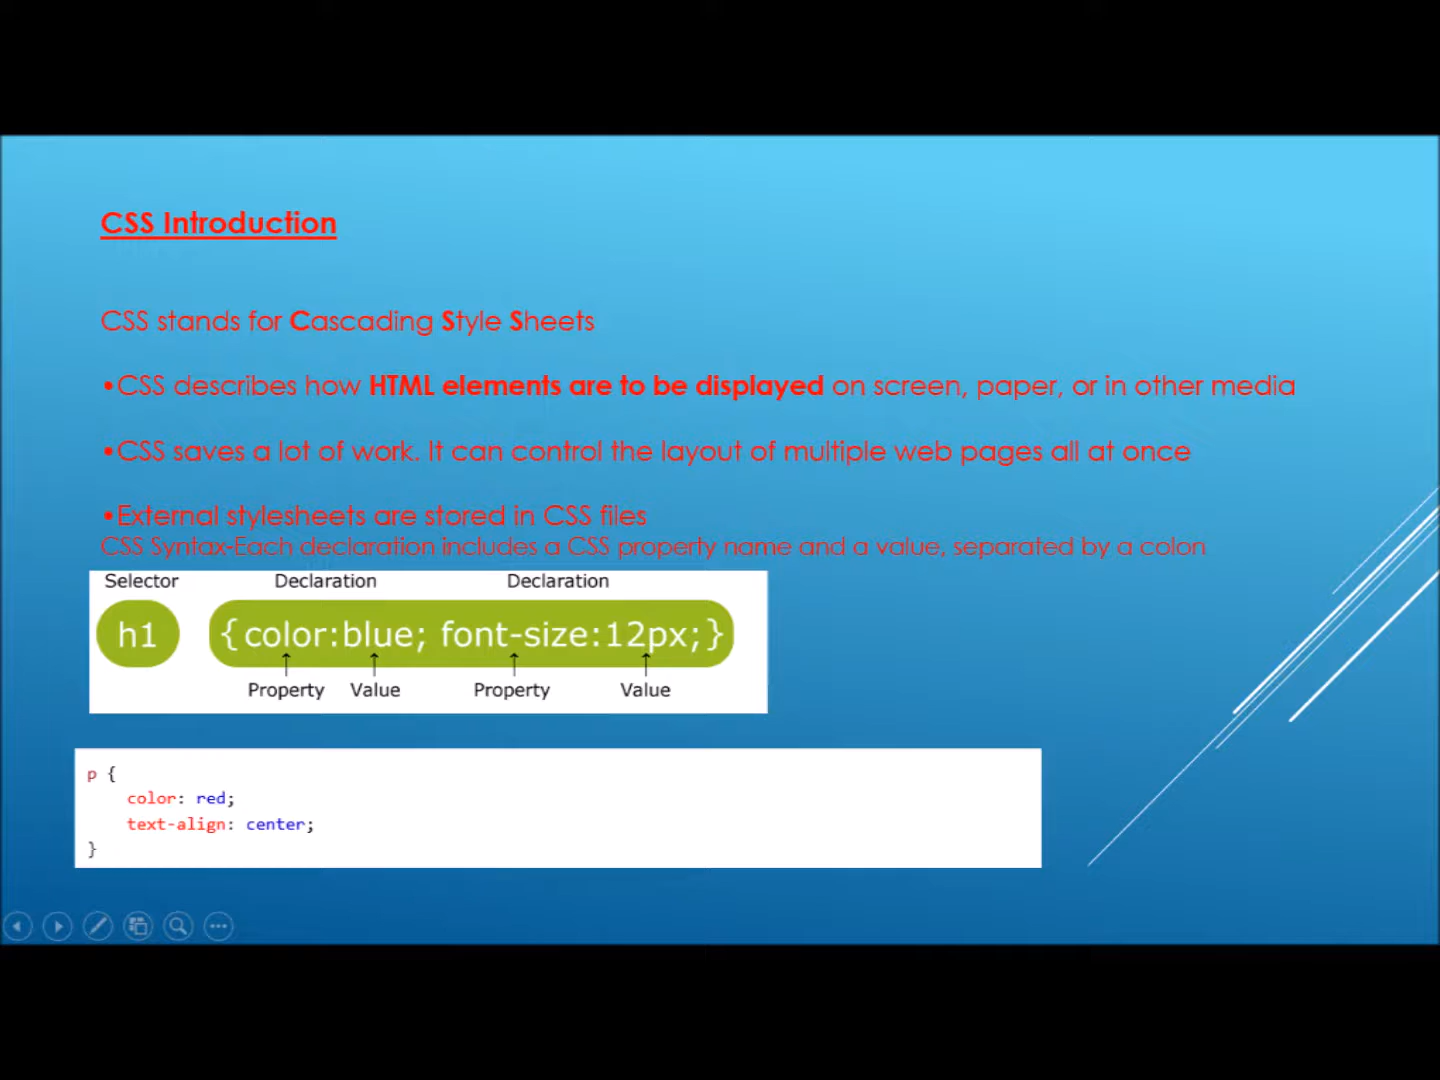 CSS Introduction
CSS stands for Cascading Style Sheets
•CSS describes how HTML elements are to be displayed on screen, paper, or in other media
•CSS saves a lot of work. It can control the layout of multiple web pages all at once
•External stylesheets are stored in CSS files
CSS Syntax-Each declaration includes a CSS property name and a value, separated by a colon
Selector Declaration Declaration
h1 {color:blue; font-size:12px;}
Property Value Property Value
p {
color: red;
text-align: center;
}